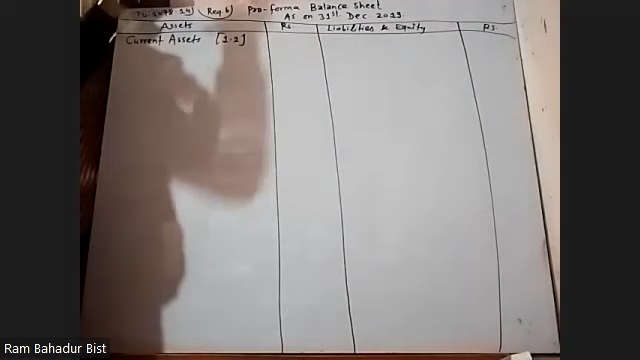 Req b) Pro-forma Balance Sheet
As on 31st Dec 2019
Assets Rs. Liabilities & Equity Rs.
Current Assets [1-2]
Ram Bahadur Bist